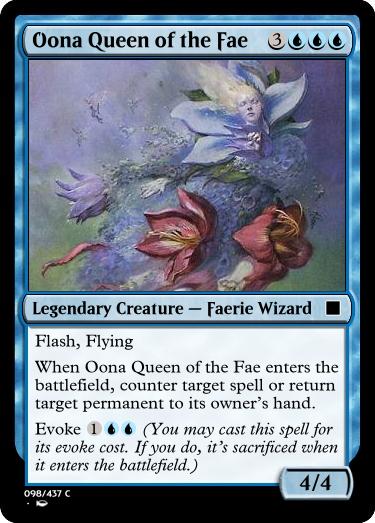 Oona Queen of the Fae 3
Legendary Creature — Faerie Wizard
Flash, Flying
When Oona Queen of the Fae enters the
battlefield, counter target spell or return
target permanent to its owner's hand.
Evoke 1 (You may cast this spell for
its evoke cost. If you do, it's sacrificed when
it enters the battlefield.)
4/4
098/437 C